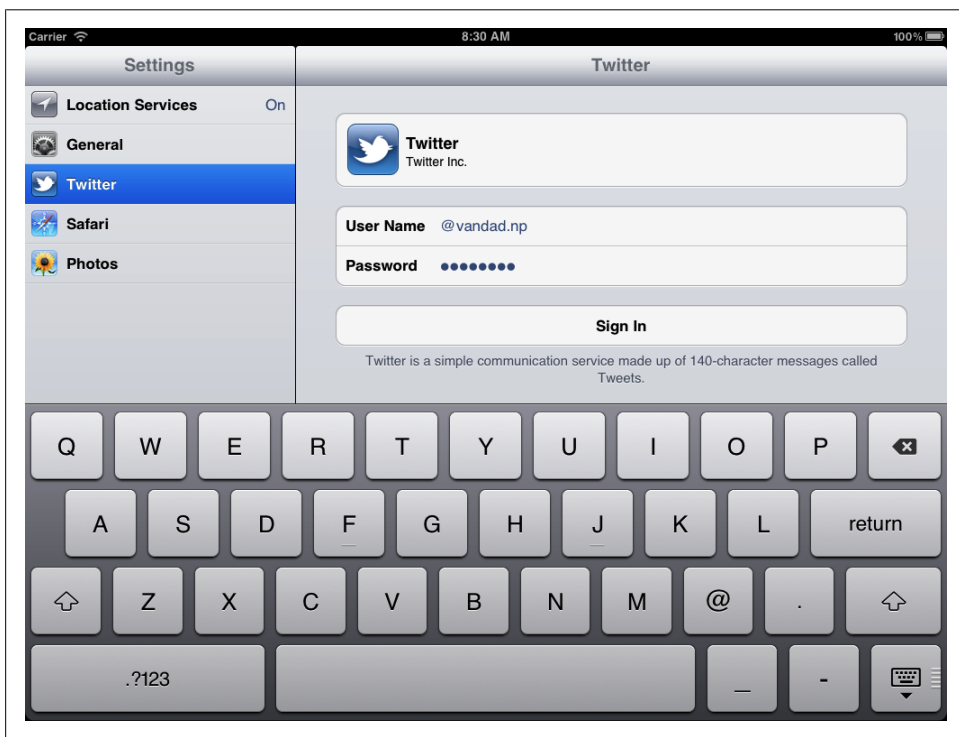 Carrier 8:30 AM 100%
Settings
Twitter
Location Services On
General
Twitter
Safari
Photos
Twitter
Twitter Inc.
User Name @vandad.np
Password ●●●●●●●●
Sign In
Twitter is a simple communication service made up of 140-character messages called
Tweets.
Q W E R T Y U I O P
A S D F G H J K L return
Z X C V B N M @ .
.?123 _ -